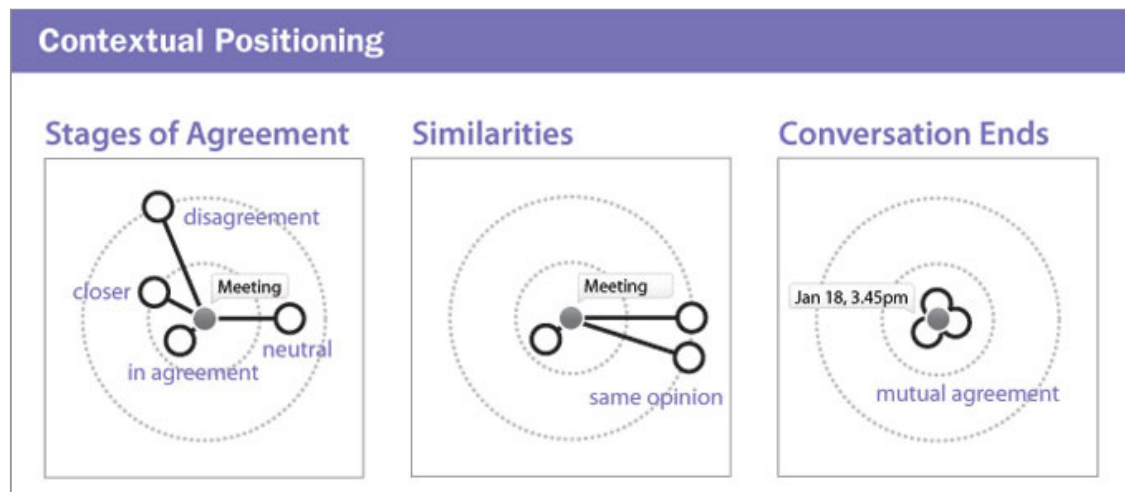 Contextual Positioning
Stages of Agreement
disagreement
closer
Meeting
neutral
in agreement
Similarities
Meeting
same opinion
Conversation Ends
Jan 18, 3.45pm
mutual agreement